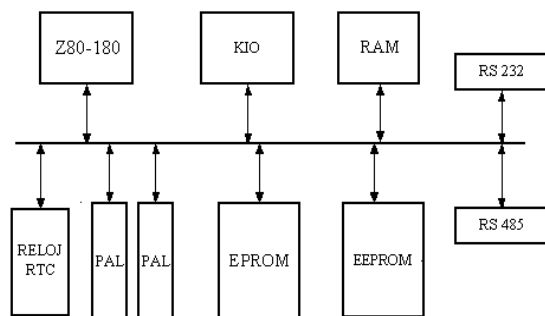 Z80-180
KIO
RAM
RS 232
RELOJ
RTC
PAL
PAL
EPROM
EEPROM
RS 485